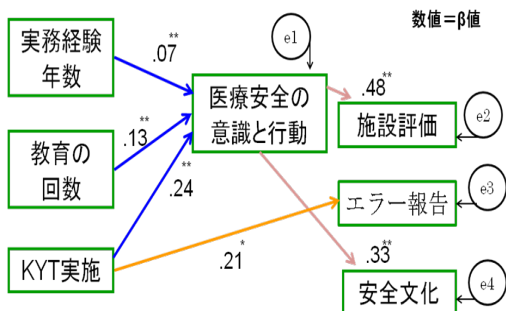 数値＝β値
e1
実務経験
年数
.07**
医療安全の
意識と行動
.48**
施設評価
e2
教育の
回数
.13**
.24**
エラー報告
e3
KYT実施
.21*
.33**
安全文化
e4